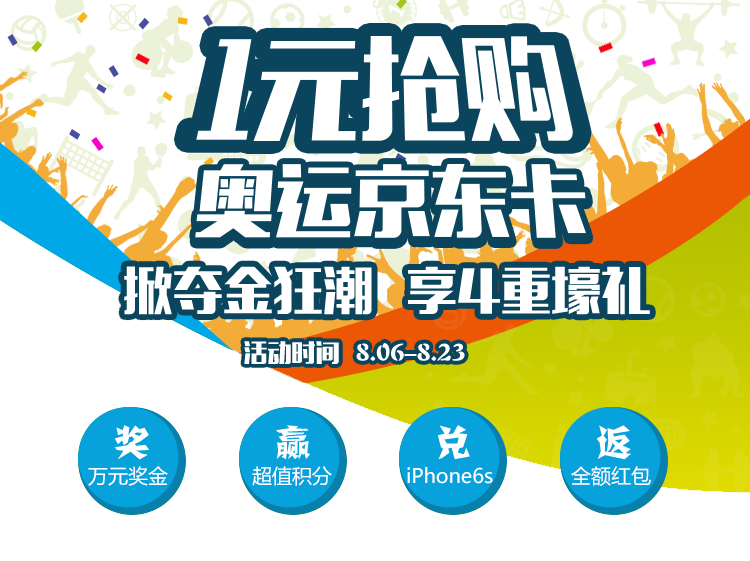 1元抢购
奥运京东卡
掀夺金狂潮 享4重壕礼
活动时间 8.06-8.23
奖 赢 兑 返
万元奖金 超值积分 iPhone6s 全额红包